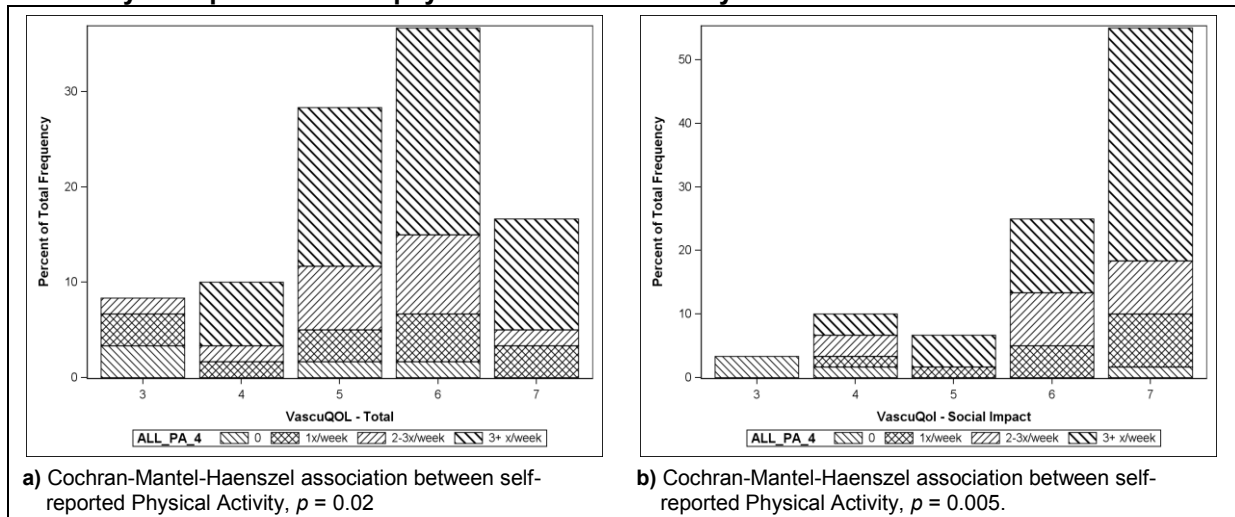 Percent of Total Frequency
30
20
10
0
3 4 5 6 7
VascuQOL - Total
ALL_PA_4 0 1x/week 2-3x/week 3+ x/week
a) Cochran-Mantel-Haenszel association between self-
reported Physical Activity, p = 0.02
Percent of Total Frequency
50
40
30
20
10
0
3 4 5 6 7
VascuQol - Social Impact
ALL_PA_4 0 1x/week 2-3x/week 3+ x/week
b) Cochran-Mantel-Haenszel association between self-
reported Physical Activity, p = 0.005.